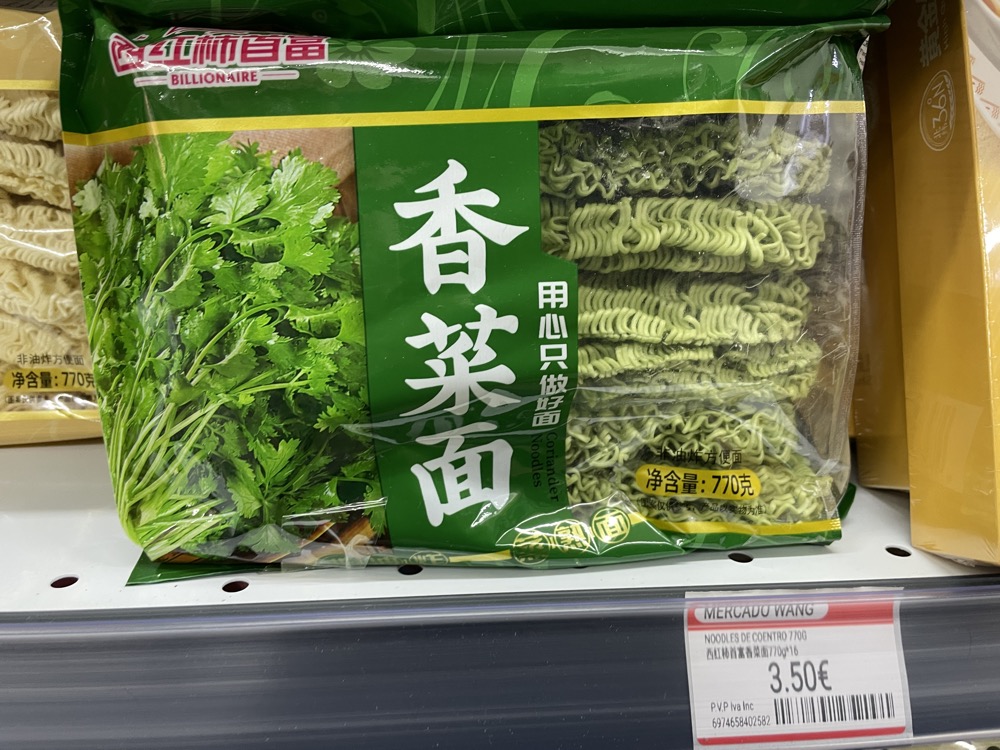 西红柿首富
BILLIONAIRE
香菜面
用心只做好面
Coriander
Noodles
非油炸方便面
净含量：770克
非油炸方便面
净含量：770克
MERCADO WANG
NOODLES DE COENTRO 770G
西红柿首富香菜面770g*16
3.50€
P.V.P Iva Inc
6974658402582